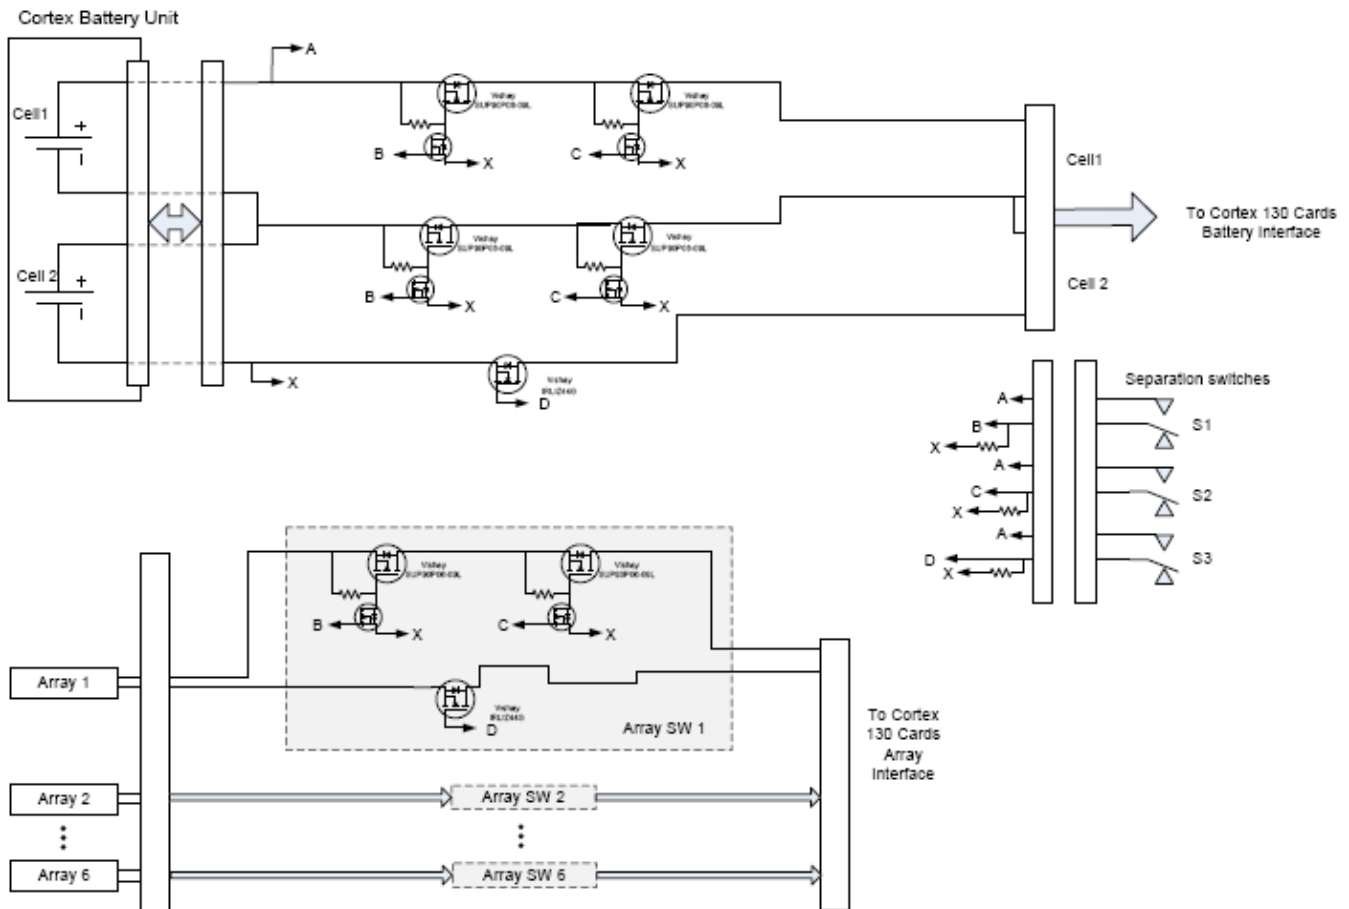 Cortex Battery Unit
A
Cell1
+
B
X
C
X
Cell1
To Cortex 130 Cards
Battery Interface
Cell 2
+
B
X
C
X
Cell 2
X
Vishay
D
Separation switches
A
B
S1
X
A
C
S2
X
A
D
S3
X
Vishay
Vishay
B
X
C
X
Array 1
Vishay
D
Array SW 1
To Cortex
130 Cards
Array
Interface
Array 2
Array SW 2
Array 6
Array SW 6